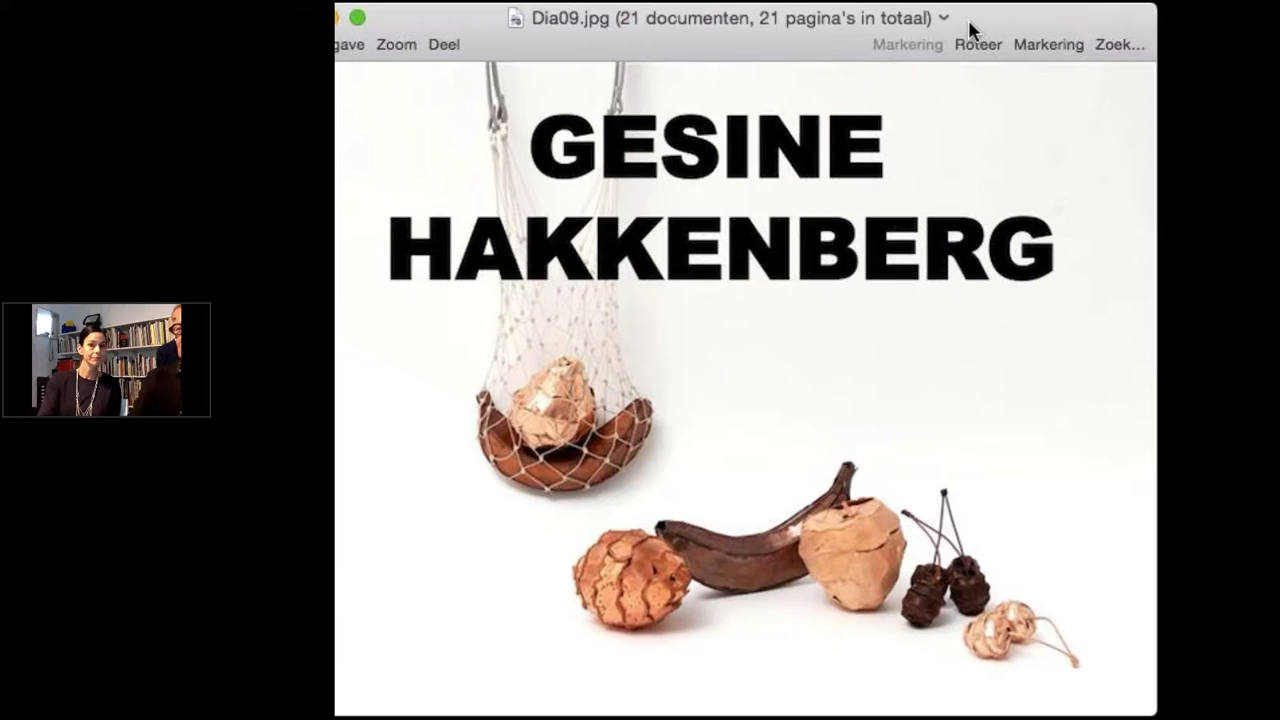 Dia09.jpg (21 documenten, 21 pagina's in totaal)
gave Zoom Deel Markering Roteer Markering Zoek...
GESINE
HAKKENBERG